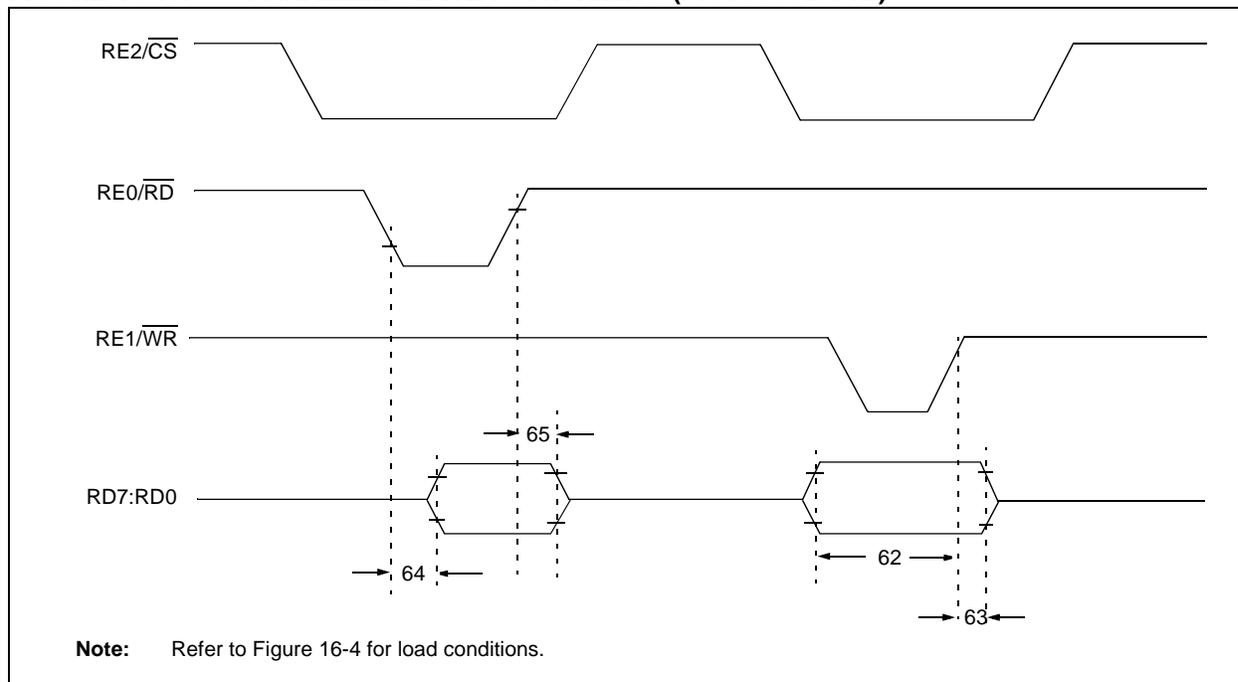 RE2/CS
RE0/RD
RE1/WR
65
RD7:RD0
64
62
63
Note: Refer to Figure 16-4 for load conditions.